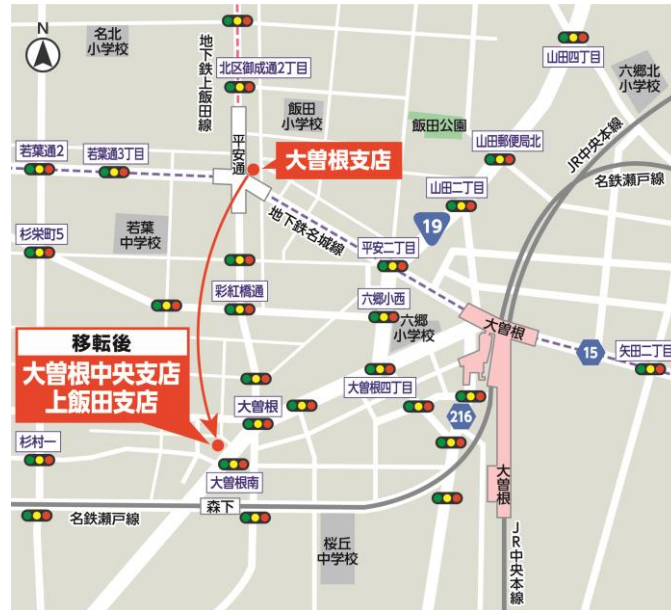 名北
小学校
N
地下鉄上飯田線
北区御成通2丁目
山田四丁目
六郷北
小学校
飯田
小学校
飯田公園
JR中央本線
山田郵便局北
若葉通2
若葉通3丁目
平安通
大曽根支店
名鉄瀬戸線
山田二丁目
若葉
中学校
地下鉄名城線
19
杉栄町5
平安二丁目
彩紅橋通
六郷小西
六郷
小学校
大曽根
移転後
大曽根中央支店
上飯田支店
15
矢田二丁目
大曽根
大曽根四丁目
216
杉村一
大曽根南
大曽根
森下
名鉄瀬戸線
桜丘
中学校
JR中央本線